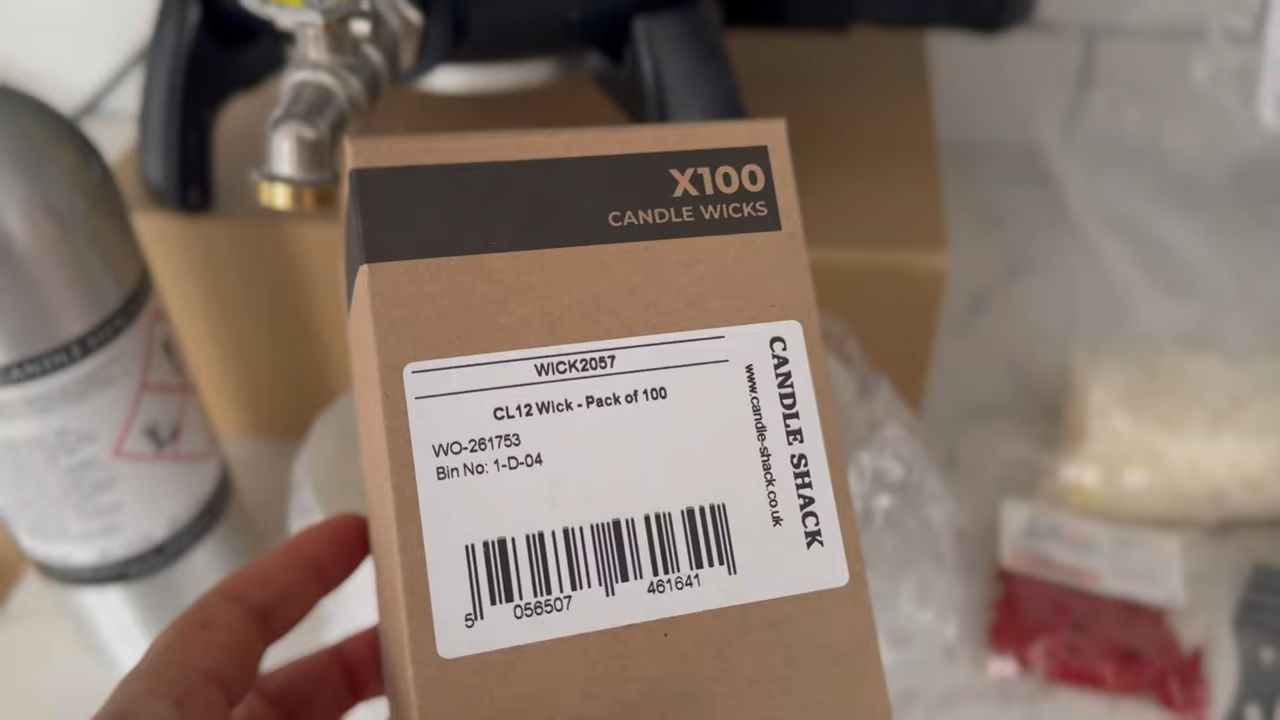 X100
CANDLE WICKS
WICK2057
CL12 Wick - Pack of 100
WO-261753
Bin No: 1-D-04
5 056507 461641
CANDLE SHACK
www.candle-shack.co.uk